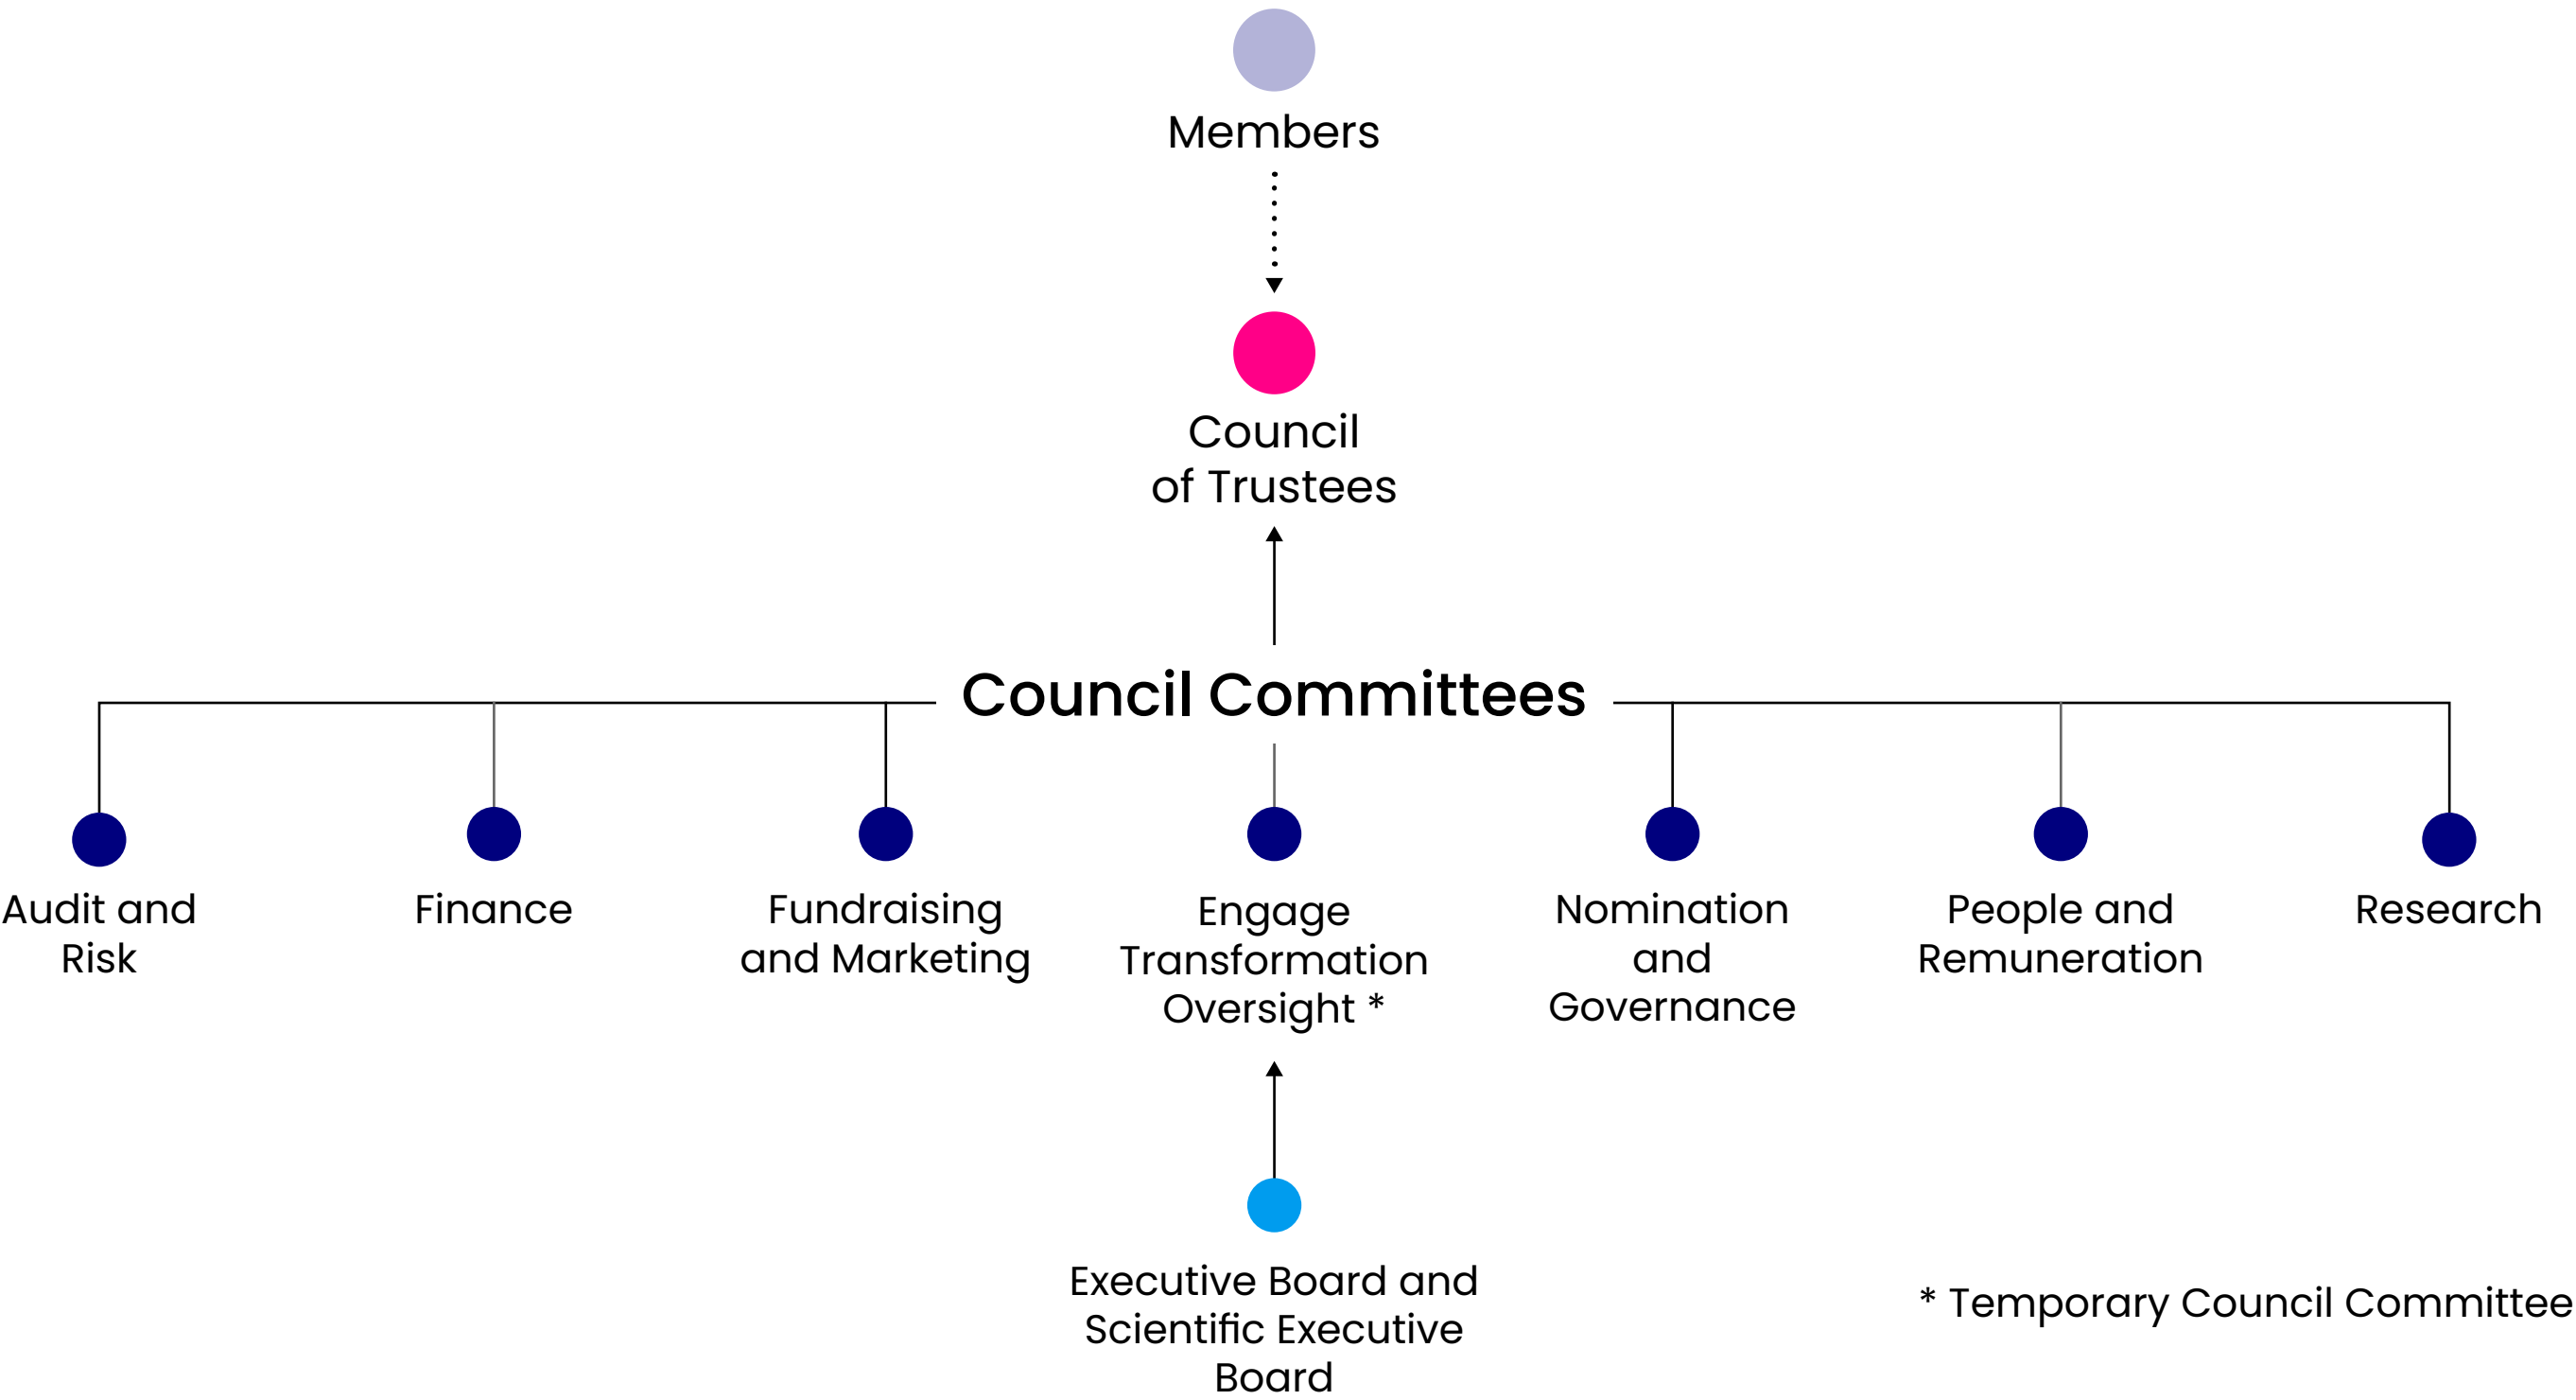 Members
Council
of Trustees
Council Committees
Audit and
Risk
Finance
Fundraising
and Marketing
Engage
Transformation
Oversight *
Nomination
and
Governance
People and
Remuneration
Research
Executive Board and
Scientific Executive
Board
* Temporary Council Committee